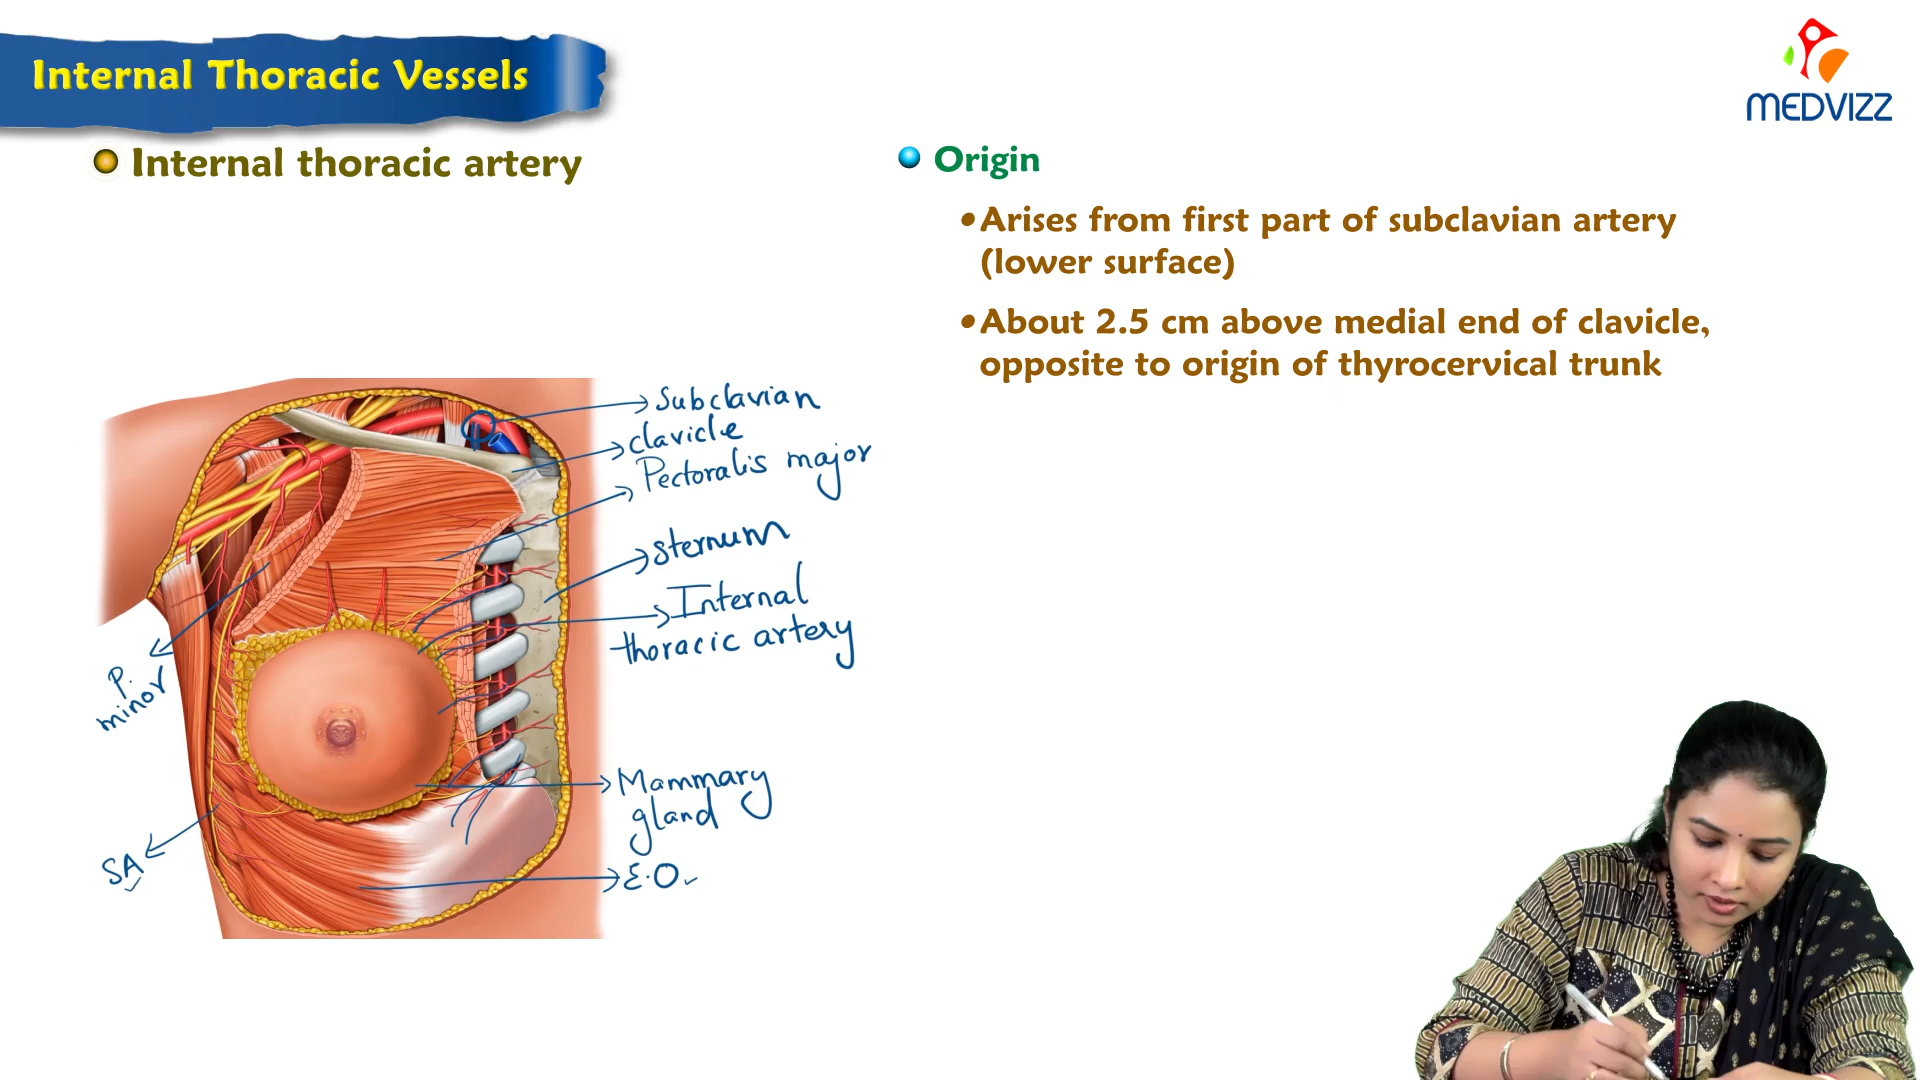 Internal Thoracic Vessels
MEDVIZZ
Internal thoracic artery
Origin
•Arises from first part of subclavian artery
(lower surface)
•About 2.5 cm above medial end of clavicle,
opposite to origin of thyrocervical trunk
Subclavian
clavicle
Pectoralis major
sternum
Internal
thoracic artery
P.
minor
Mammary
gland
SA
E.O